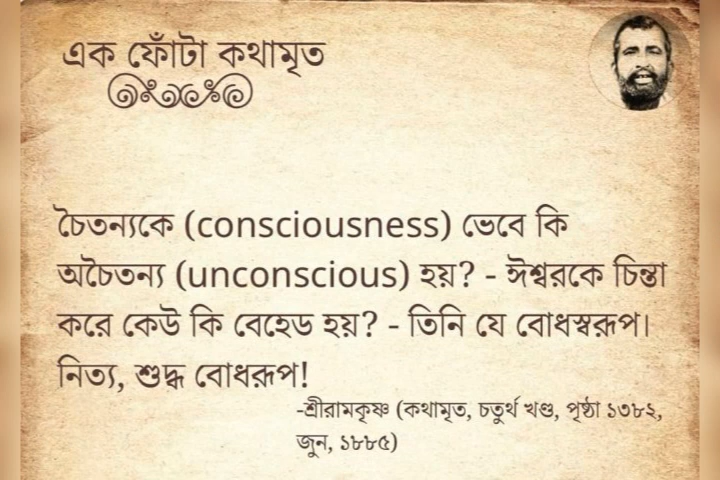 এক ফোঁটা কথামৃত
চৈতন্যকে (consciousness) ভেবে কি
অচৈতন্য (unconscious) হয়? - ঈশ্বরকে চিন্তা
করে কেউ কি বেহেড হয়? - তিনি যে বোধস্বরূপ।
নিত্য, শুদ্ধ বোধরূপ!
-শ্রীরামকৃষ্ণ (কথামৃত, চতুর্থ খণ্ড, পৃষ্ঠা ১৩৮২,
জুন, ১৮৮৫)